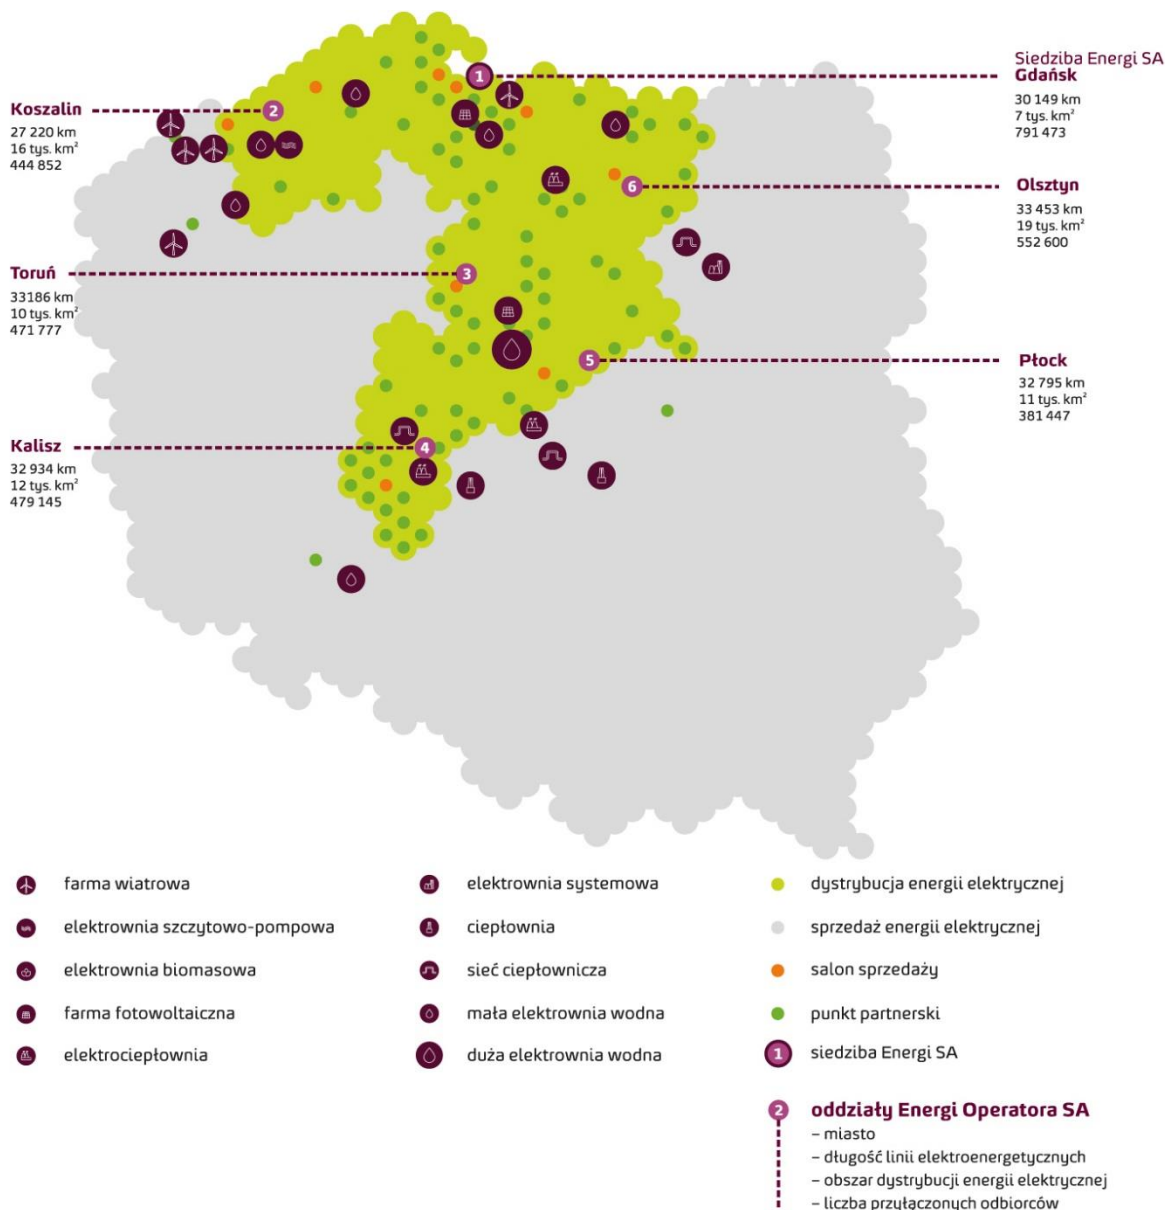 Siedziba Energi SA
Gdańsk
30 149 km
7 tys. km²
791 473
Koszalin
27 220 km
16 tys. km²
444 852
Olsztyn
33 453 km
19 tys. km²
552 600
Toruń
33186 km
10 tys. km²
471 777
Płock
32 795 km
11 tys. km²
381 447
Kalisz
32 934 km
12 tys. km²
479 145
1
2
6
3
5
4
farma wiatrowa
elektrownia szczytowo-pompowa
elektrownia biomasowa
farma fotowoltaiczna
elektrociepłownia
elektrownia systemowa
ciepłownia
sieć ciepłownicza
mała elektrownia wodna
duża elektrownia wodna
dystrybucja energii elektrycznej
sprzedaż energii elektrycznej
salon sprzedaży
punkt partnerski
1 siedziba Energi SA
2 oddziały Energi Operatora SA
– miasto
– długość linii elektroenergetycznych
– obszar dystrybucji energii elektrycznej
– liczba przyłączonych odbiorców